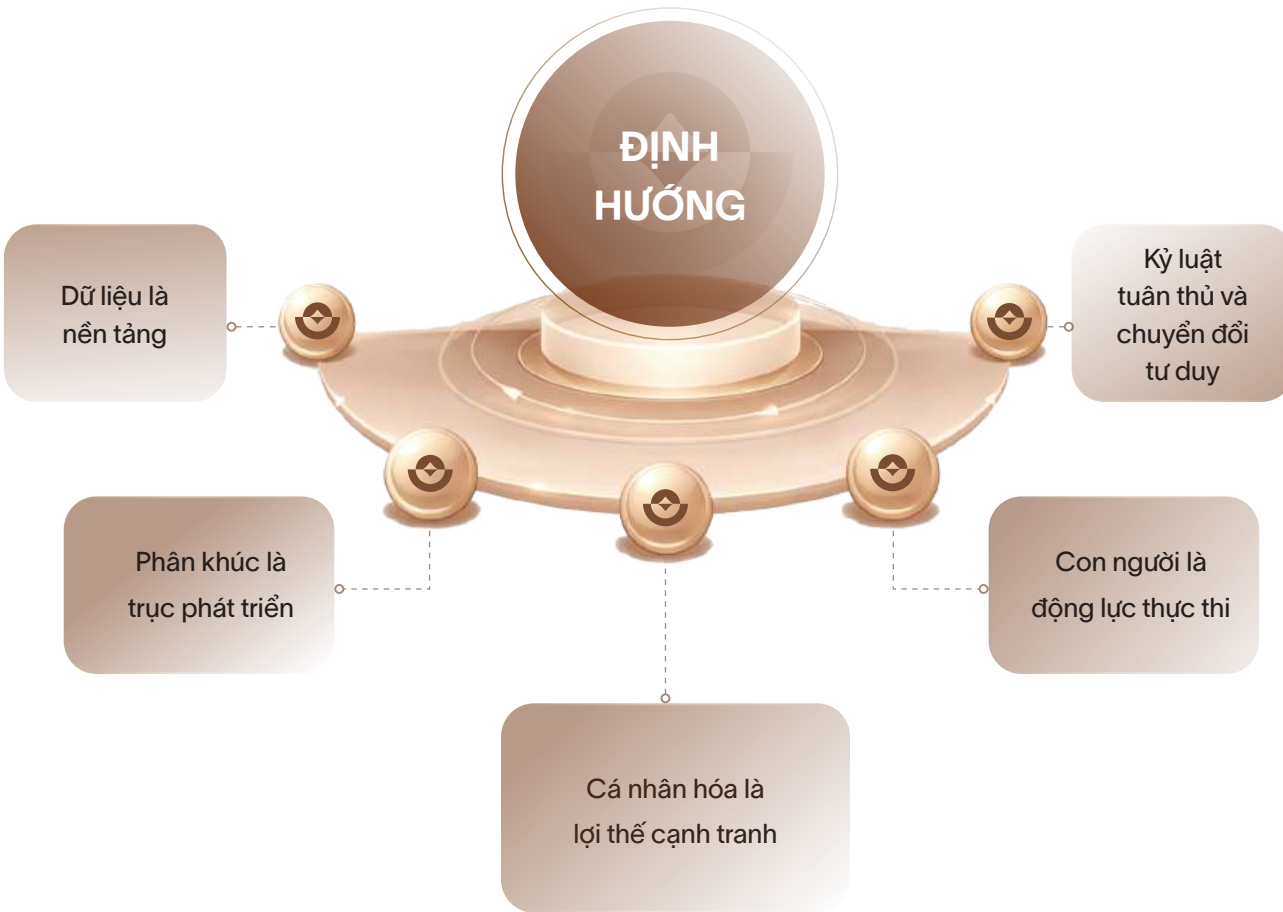 ĐỊNH
HƯỚNG
Dữ liệu là
nền tảng
Phân khúc là
trục phát triển
Cá nhân hóa là
lợi thế cạnh tranh
Con người là
động lực thực thi
Kỷ luật
tuân thủ và
chuyển đổi
tư duy